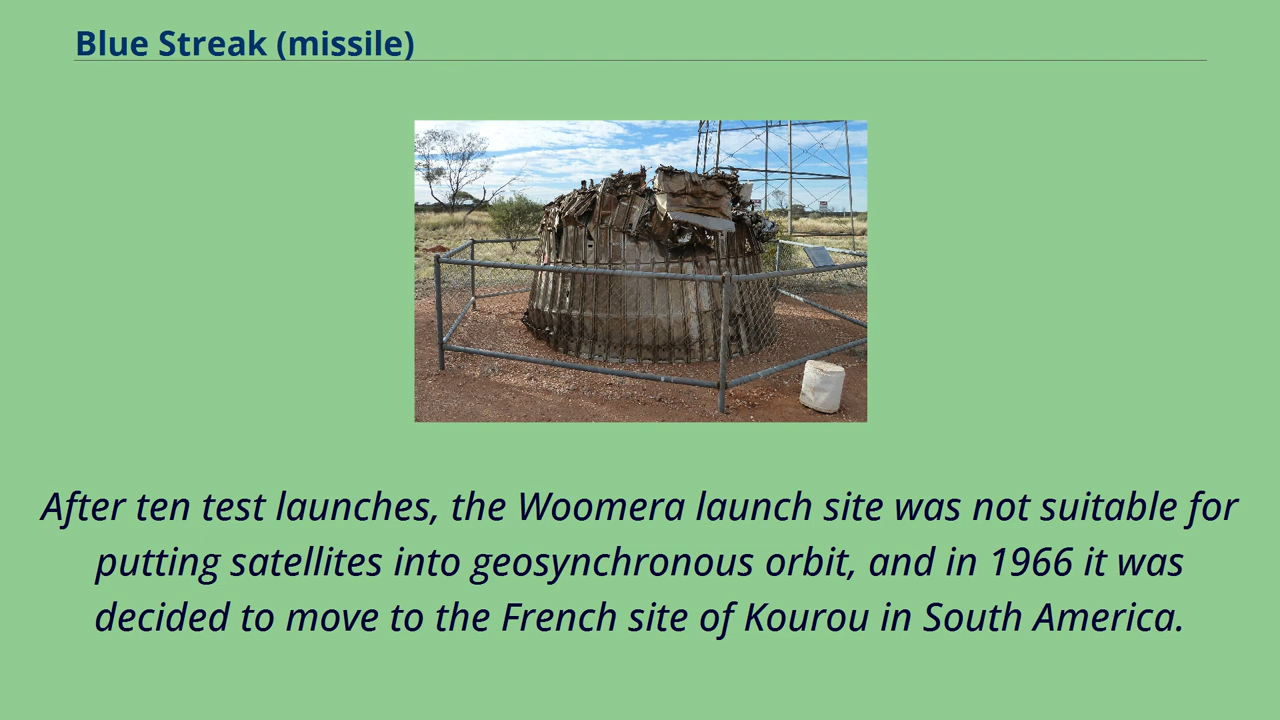 Blue Streak (missile)
After ten test launches, the Woomera launch site was not suitable for
putting satellites into geosynchronous orbit, and in 1966 it was
decided to move to the French site of Kourou in South America.